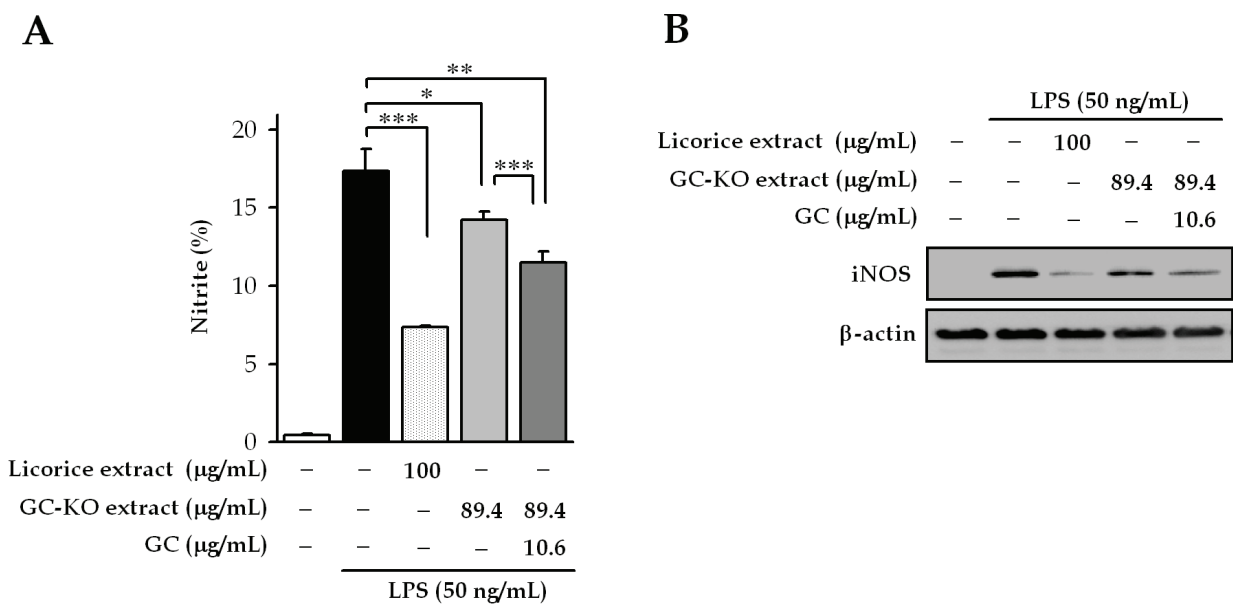 A
**
*
***
***
20
15
10
5
0
Nitrite (%)
Licorice extract (µg/mL) – – 100 – –
GC-KO extract (µg/mL) – – – 89.4 89.4
GC (µg/mL) – – – – 10.6
LPS (50 ng/mL)
B
LPS (50 ng/mL)
Licorice extract (µg/mL) – – 100 – –
GC-KO extract (µg/mL) – – – 89.4 89.4
GC (µg/mL) – – – – 10.6
iNOS
β-actin